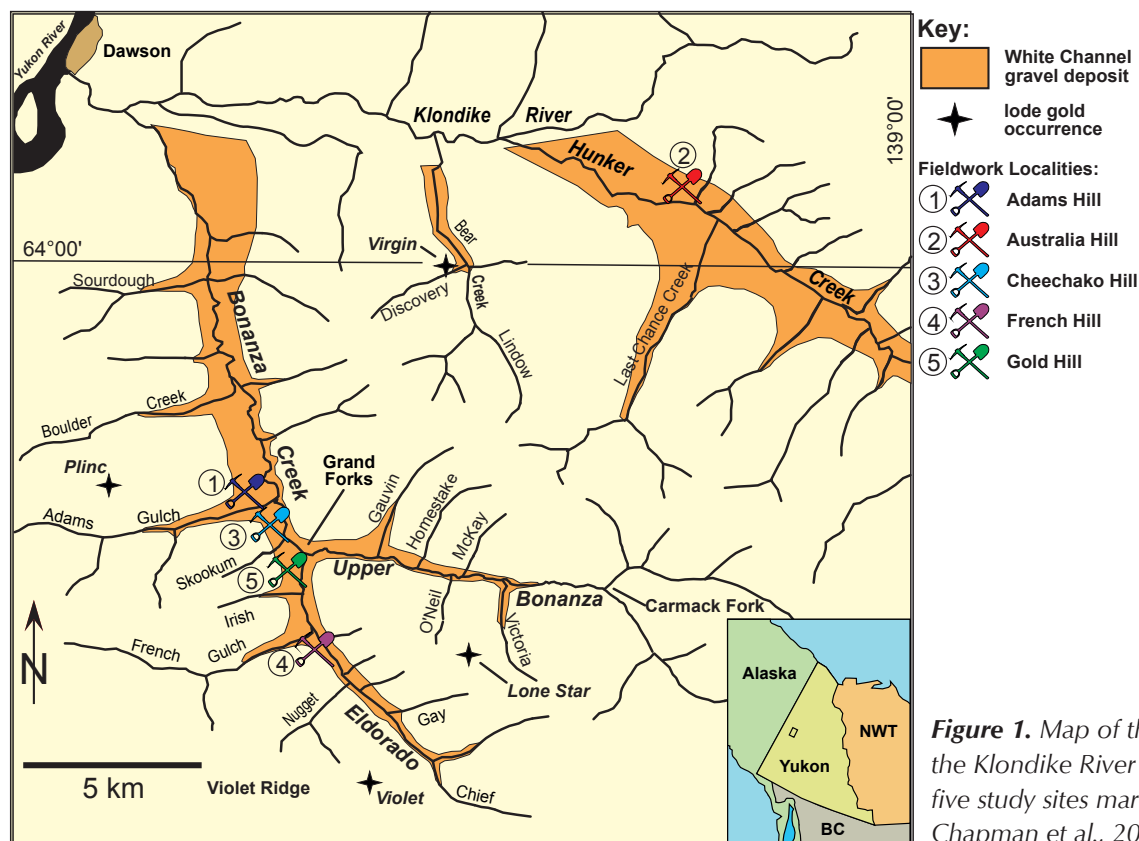 Yukon River
Dawson
Klondike
River
Hunker
2
139°00'
64°00'
Virgin
Bear
Creek
Sourdough
Discovery
Lindow
Last Chance Creek
Creek
Bonanza
Creek
Boulder
Creek
Plinc
1
Grand
Forks
Gauvin
Homestake
McKay
Adams
Gulch
3
Skookum
5
Upper
Bonanza
Carmack Fork
O'Neil
Victoria
Irish
French
Gulch
4
Lone Star
Nugget
Eldorado
Gay
N
5 km
Violet Ridge
Violet
Chief
Alaska
Yukon
NWT
BC
Key:
White Channel
gravel deposit
lode gold
occurrence
Fieldwork Localities:
1 Adams Hill
2 Australia Hill
3 Cheechako Hill
4 French Hill
5 Gold Hill
Figure 1. Map of th
the Klondike River
five study sites mar
Chapman et al., 20